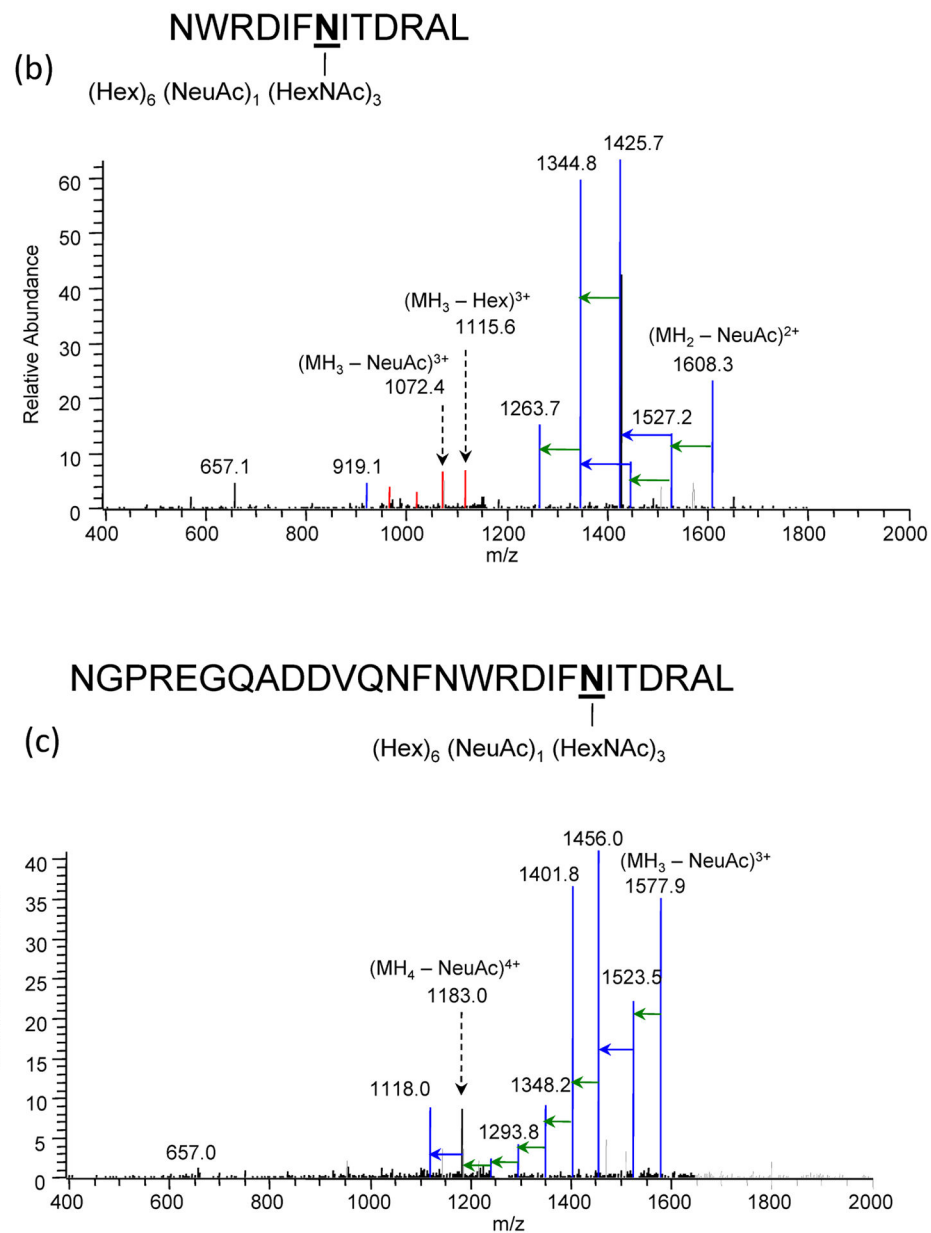 NWRDIFNITDRAL
(b)
(Hex)6 (NeuAc)1 (HexNAc)3
1425.7
1344.8
60
50
Relative Abundance
40
(MH3 – Hex)3+
1115.6
30
(MH3 – NeuAc)3+
1072.4
(MH2 – NeuAc)2+
1608.3
20
1263.7
1527.2
10
657.1
919.1
0
400 600 800 1000 1200 1400 1600 1800 2000
m/z
NGPREGQADDVQNFNWRDIFNITDRAL
(c)
(Hex)6 (NeuAc)1 (HexNAc)3
1456.0
40
1401.8
(MH3 – NeuAc)3+
1577.9
35
30
25
(MH4 – NeuAc)4+
1183.0
1523.5
20
15
1118.0
1348.2
10
1293.8
5
657.0
0
400 600 800 1000 1200 1400 1600 1800 2000
m/z